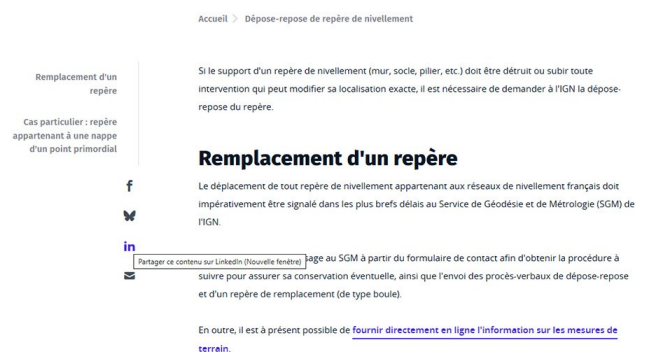 Accueil > Dépose-repose de repère de nivellement
Remplacement d'un
repère
Cas particulier : repère
appartenant à une nappe
d'un point primordial
Si le support d'un repère de nivellement (mur, socle, pilier, etc.) doit être détruit ou subir toute
intervention qui peut modifier sa localisation exacte, il est nécessaire de demander à l'IGN la dépose-
repose du repère.
Remplacement d'un repère
Le déplacement de tout repère de nivellement appartenant aux réseaux de nivellement français doit
impérativement être signalé dans les plus brefs délais au Service de Géodésie et de Métrologie (SGM) de
l'IGN.
Partager ce contenu sur LinkedIn (Nouvelle fenêtre)
sage au SGM à partir du formulaire de contact afin d'obtenir la procédure à
suivre pour assurer sa conservation éventuelle, ainsi que l'envoi des procès-verbaux de dépose-repose
et d'un repère de remplacement (de type boule).
En outre, il est à présent possible de fournir directement en ligne l'information sur les mesures de
terrain.